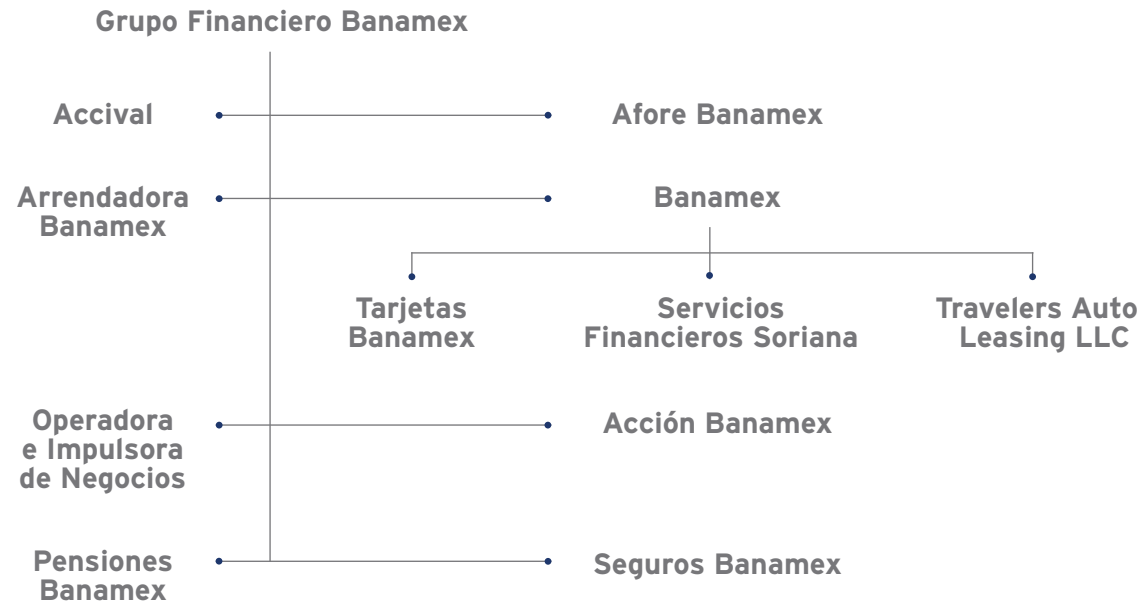 Grupo Financiero Banamex
Accival
Afore Banamex
Arrendadora
Banamex
Banamex
Tarjetas
Banamex
Servicios
Financieros Soriana
Travelers Auto
Leasing LLC
Operadora
e Impulsora
de Negocios
Acción Banamex
Pensiones
Banamex
Seguros Banamex